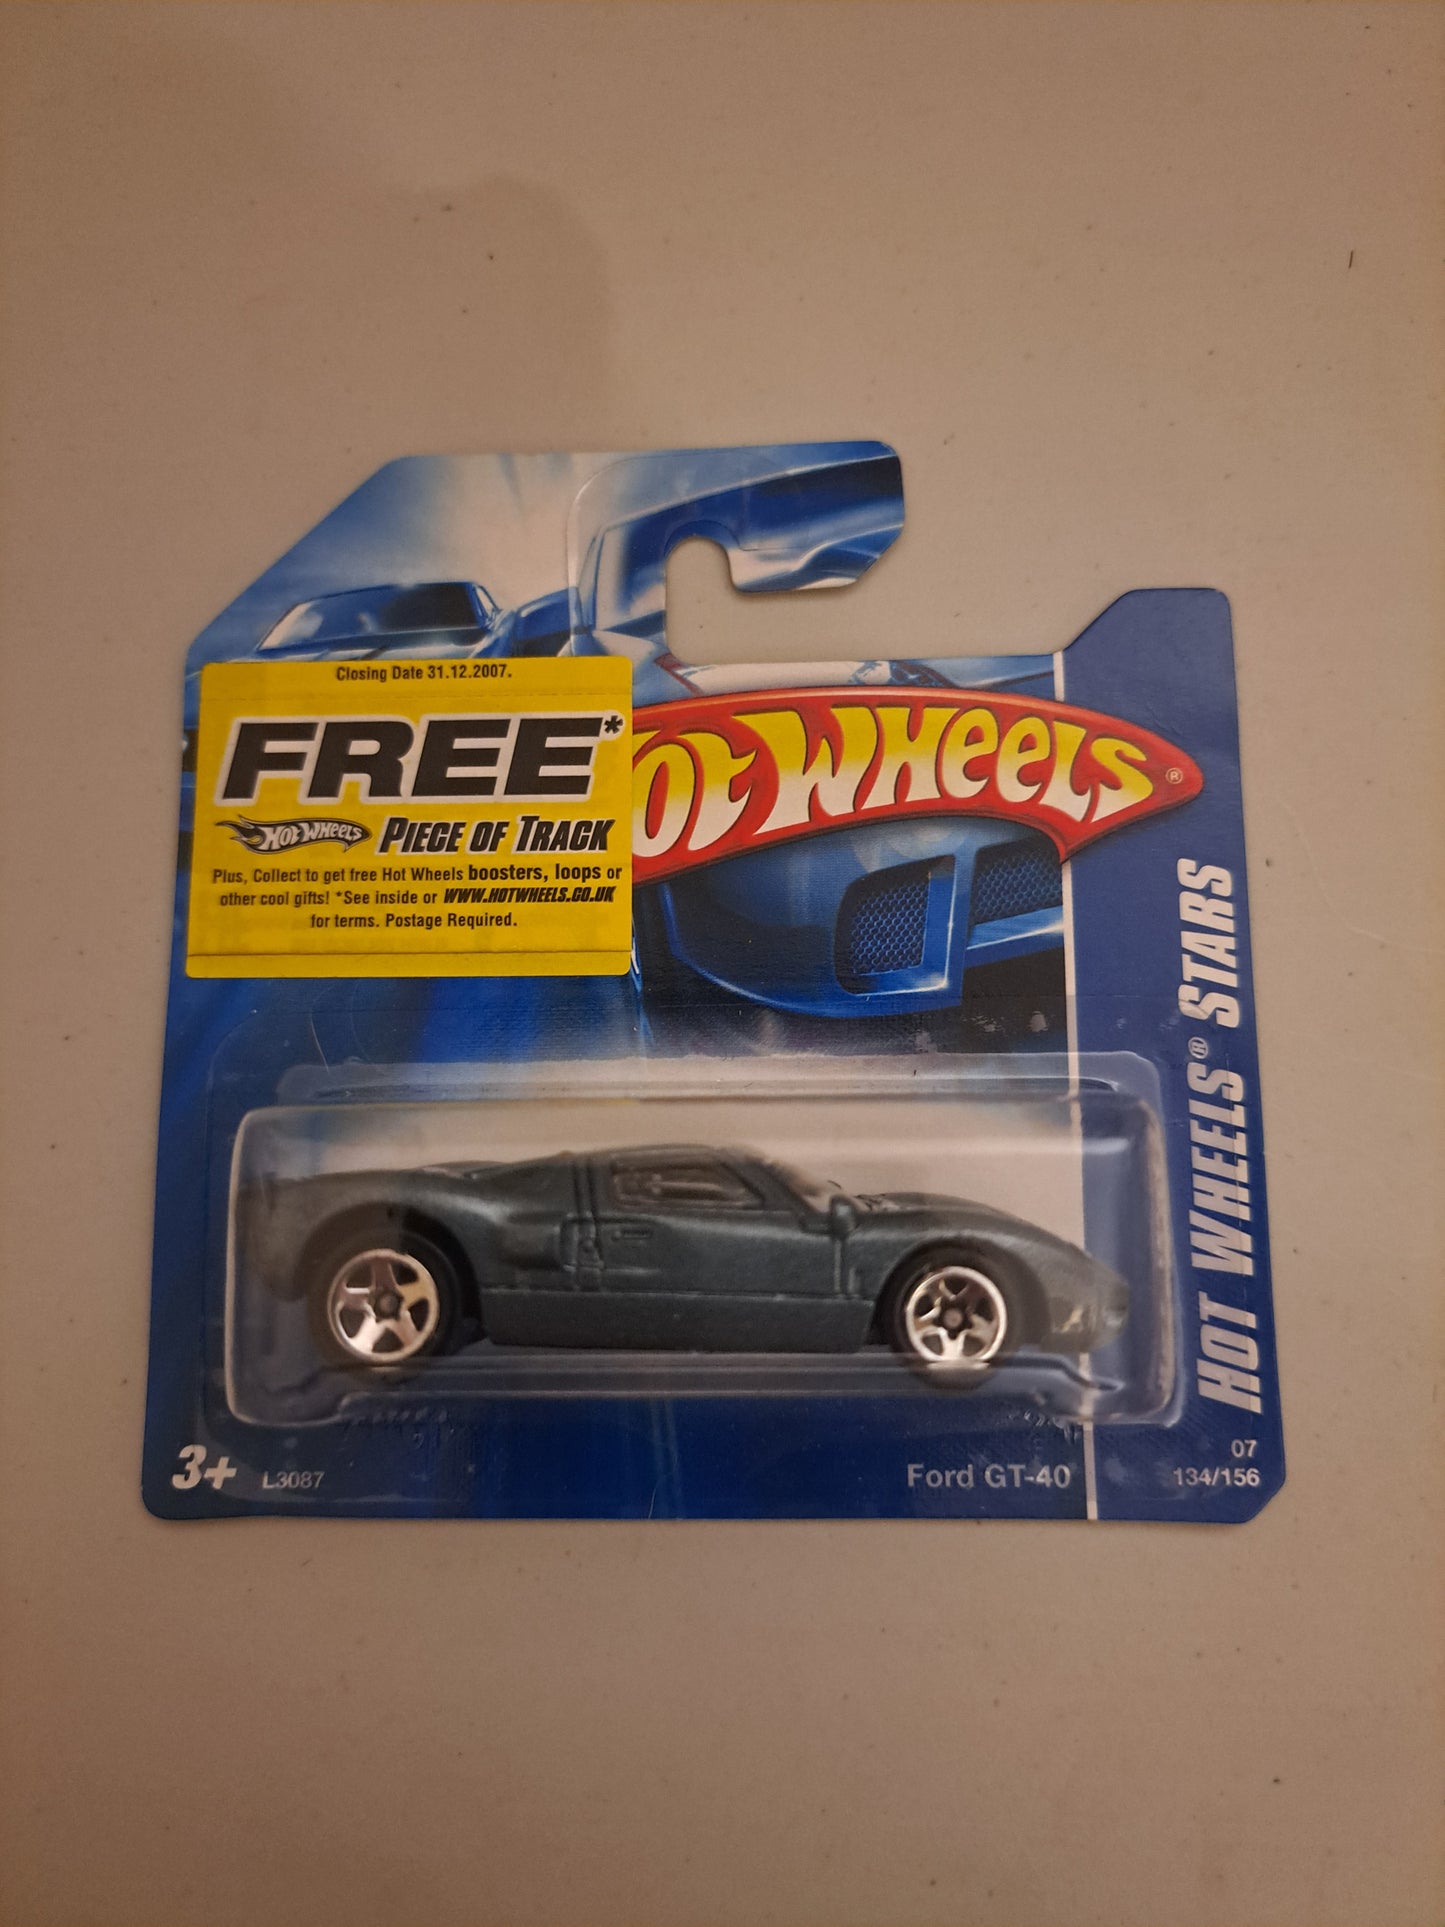 Closing Date 31.12.2007.
FREE*
HOT WHEELS PIECE OF TRACK
Plus, Collect to get free Hot Wheels boosters, loops or
other cool gifts! *See inside or WWW.HOTWHEELS.CO.UK
for terms. Postage Required.
OT WHEELS®
HOT WHEELS® STARS
3+ L3087
Ford GT-40
07
134/156